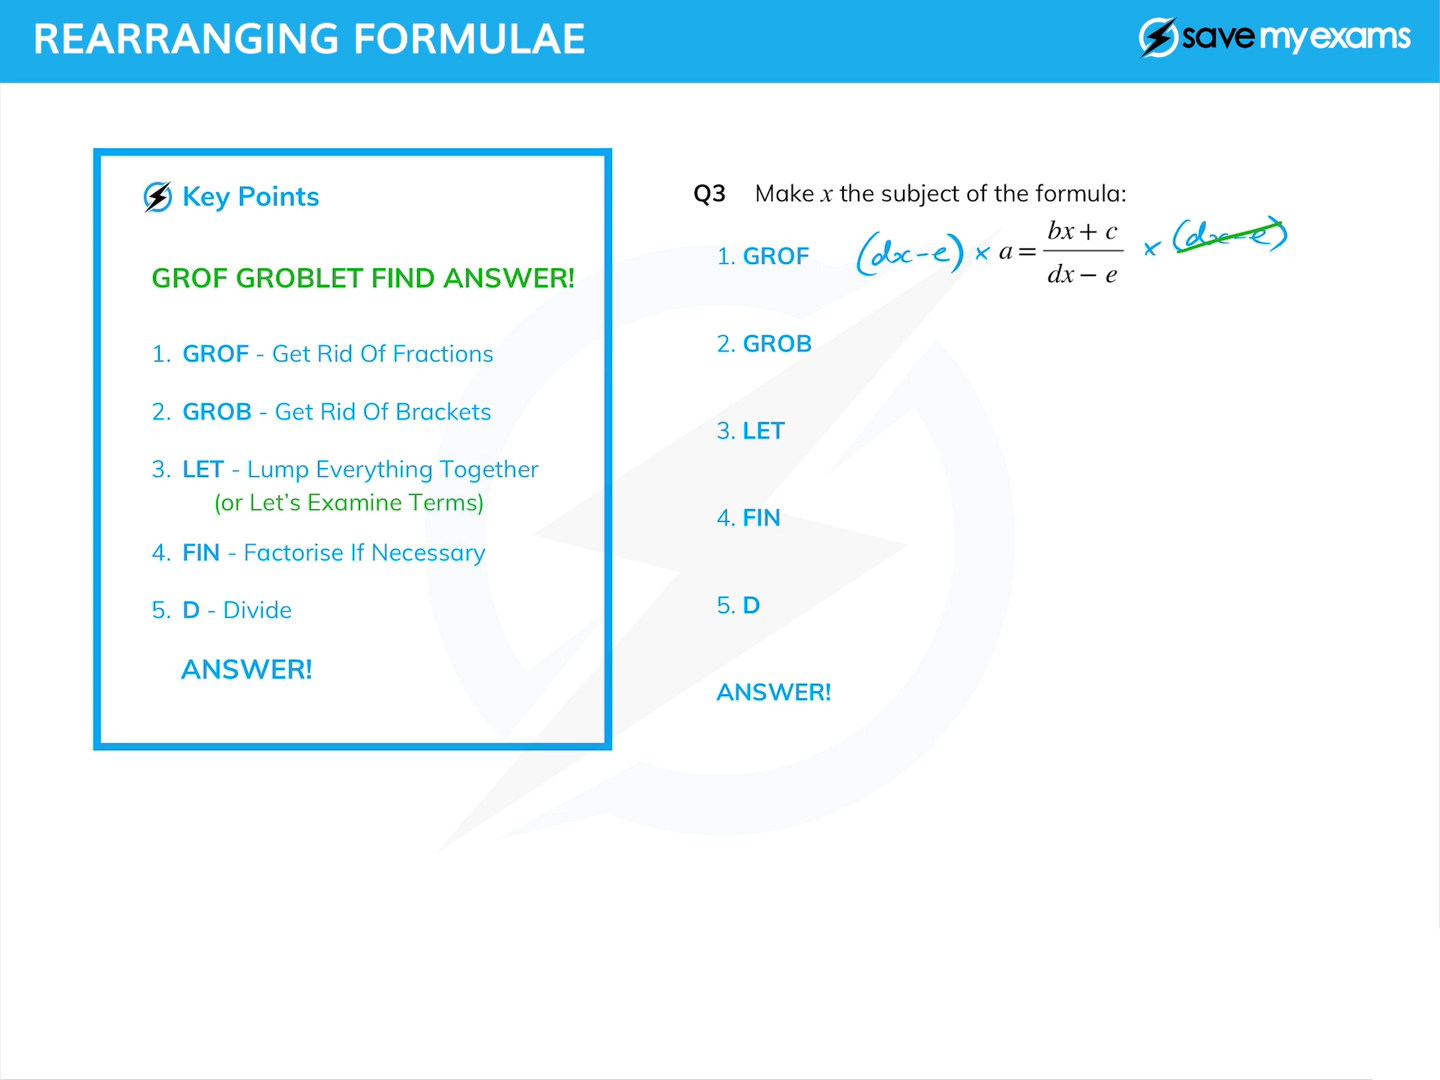 REARRANGING FORMULAE
save my exams
Key Points
GROF GROBLET FIND ANSWER!
1. GROF - Get Rid Of Fractions
2. GROB - Get Rid Of Brackets
3. LET - Lump Everything Together
(or Let's Examine Terms)
4. FIN - Factorise If Necessary
5. D - Divide
ANSWER!
Q3 Make x the subject of the formula:
1. GROF (dx-e) × a = (bx + c)/(dx − e) × (dx-e)
2. GROB
3. LET
4. FIN
5. D
ANSWER!